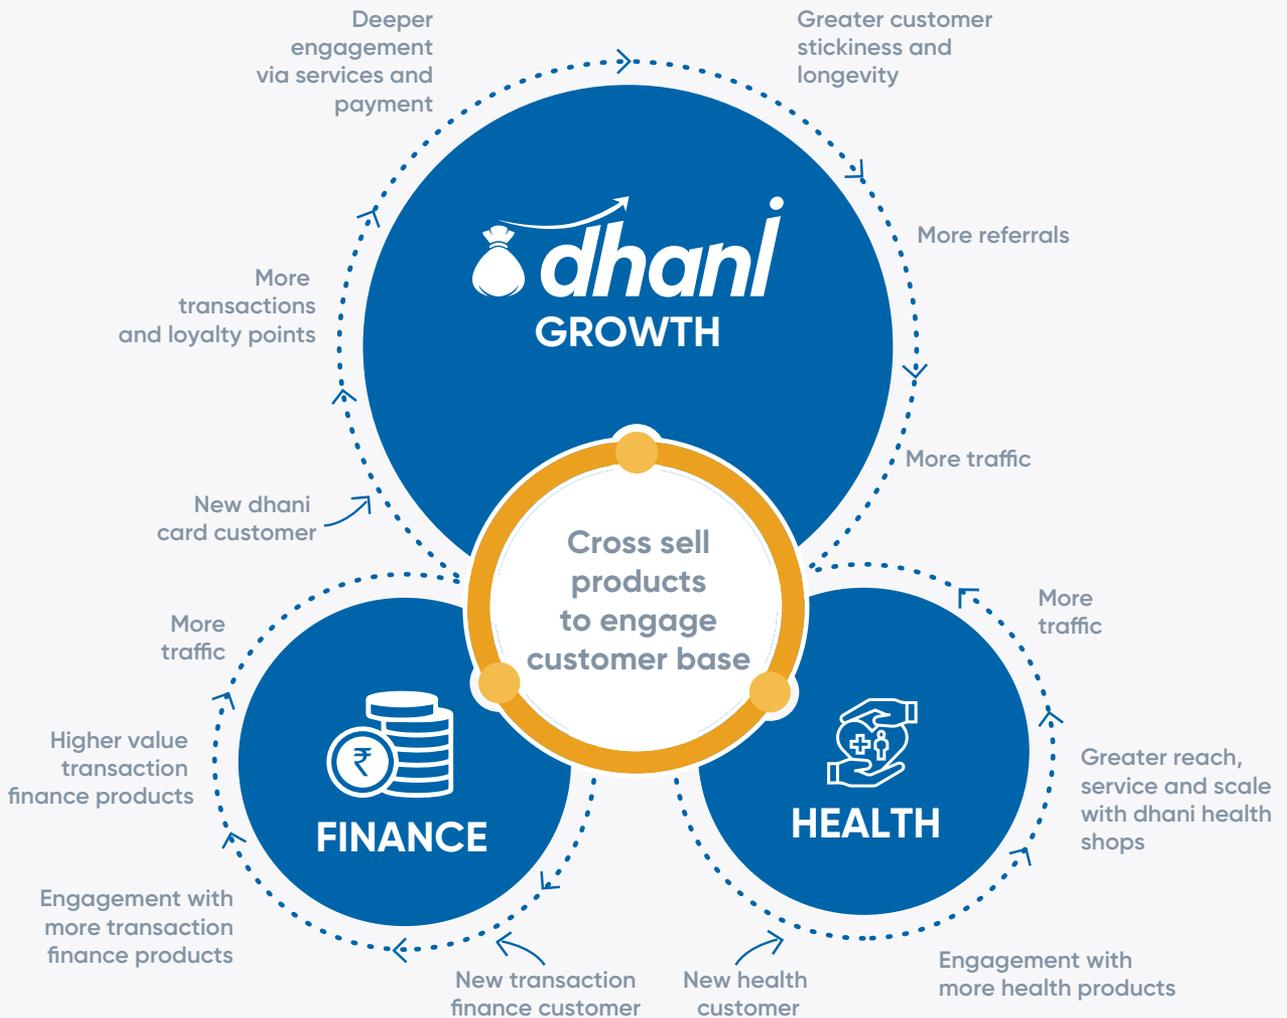 Deeper
engagement
via services and
payment
Greater customer
stickiness and
longevity
More referrals
More traffic
More
transactions
and loyalty points
New dhani
card customer
dhani
GROWTH
Cross sell
products
to engage
customer base
More
traffic
Higher value
transaction
finance products
Engagement with
more transaction
finance products
New transaction
finance customer
₹
FINANCE
New health
customer
Engagement with
more health products
Greater reach,
service and scale
with dhani health
shops
More
traffic
HEALTH